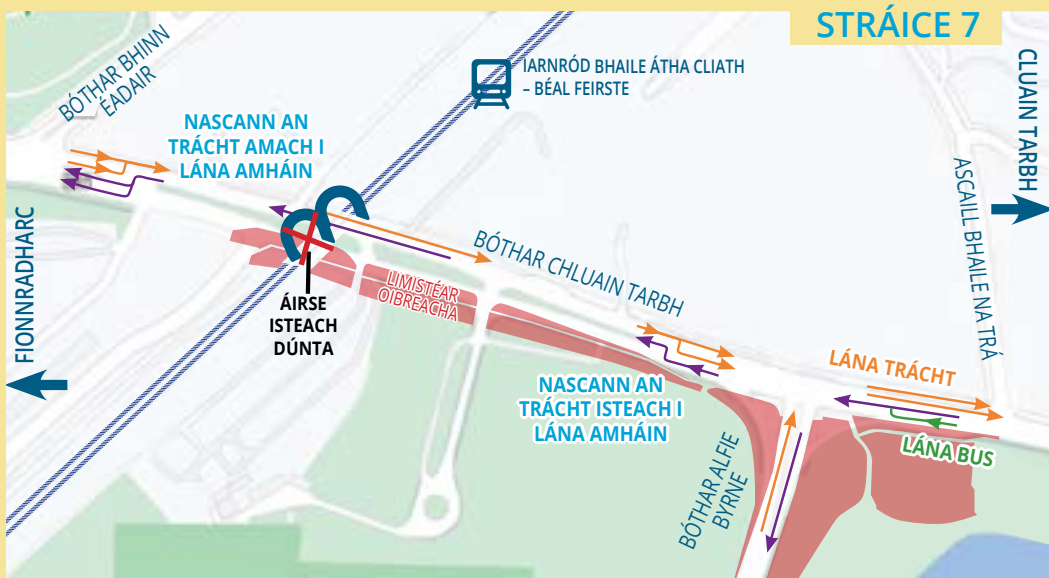 STRÁICE 7
BÓTHAR BHINN
ÉADAIR
IARNRÓD BHAILE ÁTHA CLIATH
– BÉAL FEIRSTE
CLUAIN TARBH
NASCANN AN
TRÁCHT AMACH I
LÁNA AMHÁIN
ASCAILL BHAILE NA TRÁ
FIONNRADHARC
BÓTHAR CHLUAIN TARBH
LIMISTÉAR
OIBREACHA
ÁIRSE
ISTEACH
DÚNTA
LÁNA TRÁCHT
NASCANN AN
TRÁCHT ISTEACH I
LÁNA AMHÁIN
LÁNA BUS
BÓTHAR ALFIE
BYRNE